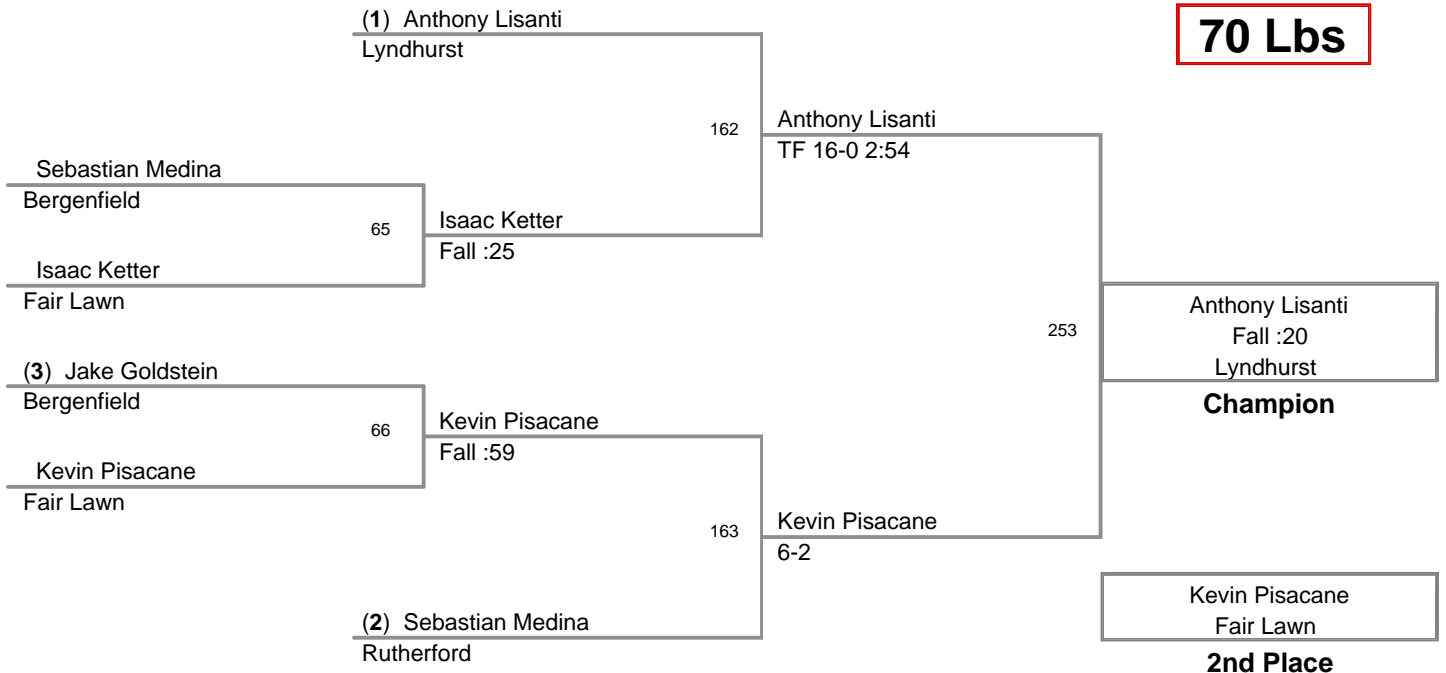 (1) Anthony Lisanti
Lyndhurst
70 Lbs
162
Anthony Lisanti
TF 16-0 2:54
Sebastian Medina
Bergenfield
65
Isaac Ketter
Fall :25
Isaac Ketter
Fair Lawn
253
Anthony Lisanti
Fall :20
Lyndhurst
Champion
(3) Jake Goldstein
Bergenfield
66
Kevin Pisacane
Fall :59
Kevin Pisacane
Fair Lawn
163
Kevin Pisacane
6-2
(2) Sebastian Medina
Rutherford
Kevin Pisacane
Fair Lawn
2nd Place